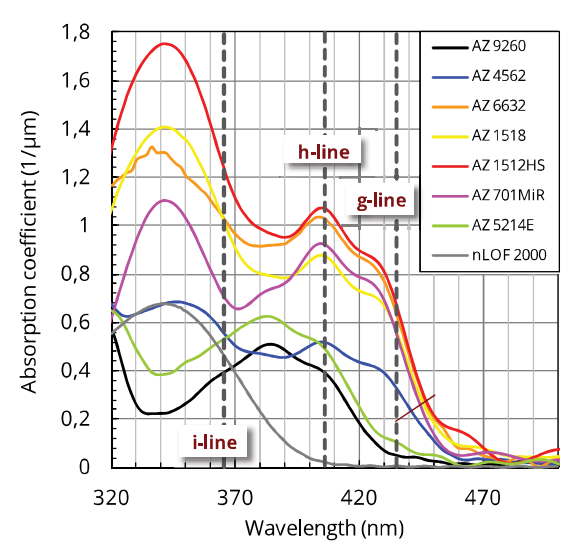 1,8
1,6
1,4
1,2
1
0,8
0,6
0,4
0,2
0
Absorption coefficient (1/µm)
320
370
420
470
Wavelength (nm)
i-line
h-line
g-line
AZ 9260
AZ 4562
AZ 6632
AZ 1518
AZ 1512HS
AZ 701MiR
AZ 5214E
nLOF 2000